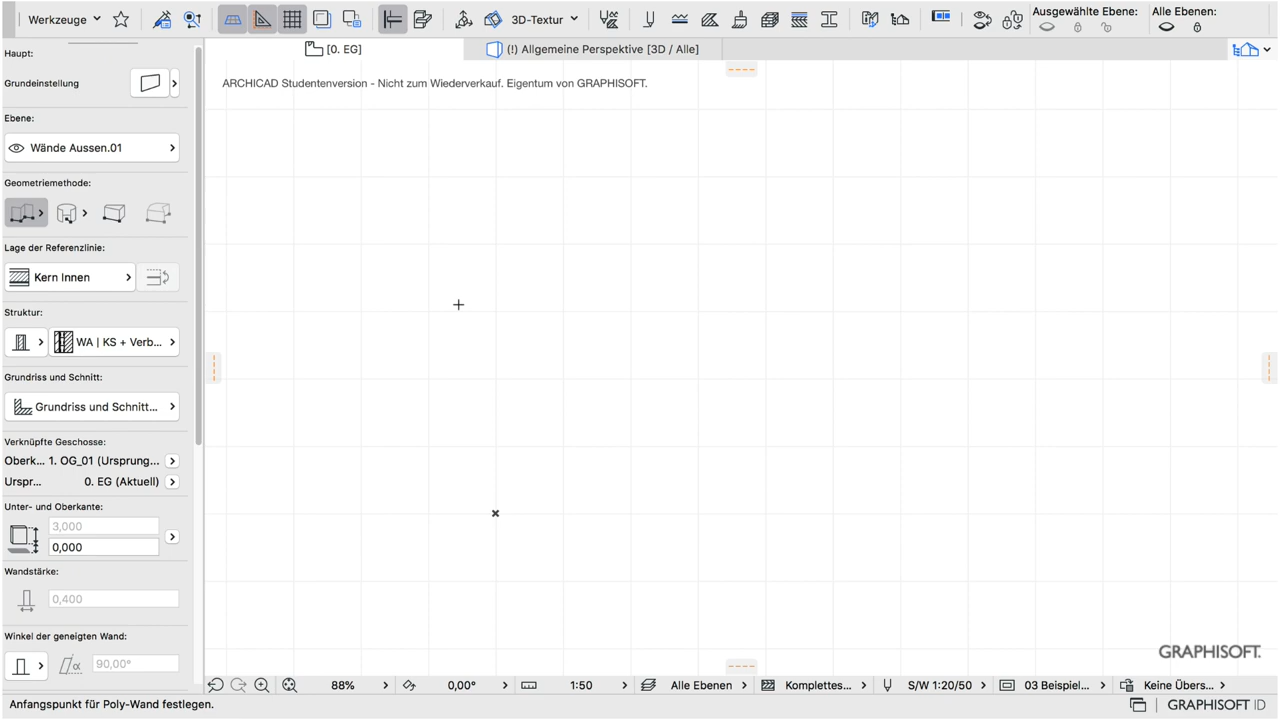 Werkzeuge
3D-Textur
Ausgewählte Ebene:
Alle Ebenen:
[0. EG]
(!) Allgemeine Perspektive [3D / Alle]
Haupt:
Grundeinstellung
ARCHICAD Studentenversion - Nicht zum Wiederverkauf. Eigentum von GRAPHISOFT.
Ebene:
Wände Aussen.01
Geometriemethode:
Lage der Referenzlinie:
Kern Innen
Struktur:
WA | KS + Verb...
Grundriss und Schnitt:
Grundriss und Schnitt...
Verknüpfte Geschosse:
Oberk... 1. OG_01 (Ursprung...
Urspr... 0. EG (Aktuell)
Unter- und Oberkante:
3,000
0,000
Wandstärke:
0,400
Winkel der geneigten Wand:
α 90,00°
GRAPHISOFT.
88%
0,00°
1:50
Alle Ebenen
Komplettes...
S/W 1:20/50
03 Beispiel...
Keine Übers...
Anfangspunkt für Poly-Wand festlegen.
GRAPHISOFT ID